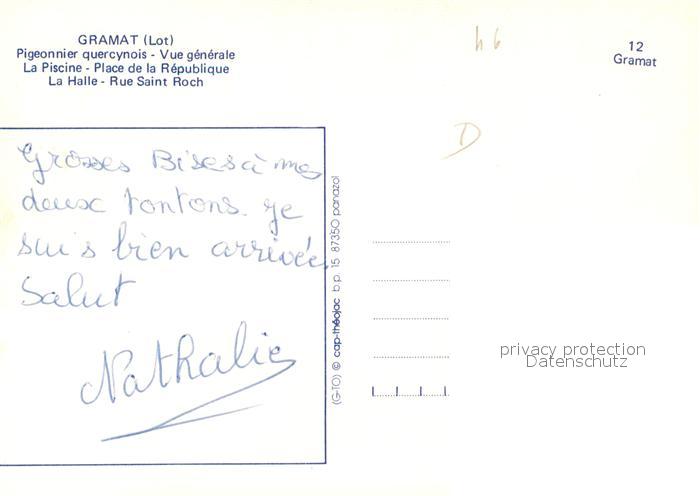 GRAMAT (Lot)
Pigeonnier quercynois - Vue générale
La Piscine - Place de la République
La Halle - Rue Saint Roch
h 6
12
Gramat
D
Grosses Bises à mes
deux tontons. Je
suis bien arrivée
Salut
Nathalie
(G-TO) © cap-théojac b.p. 15 87350 panazol
privacy protection
Datenschutz